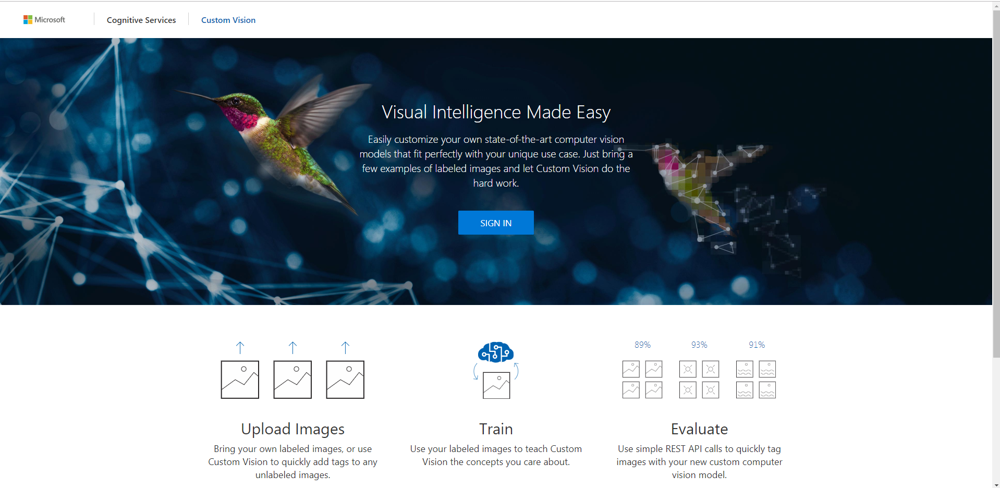 Microsoft
Cognitive Services
Custom Vision
Visual Intelligence Made Easy
Easily customize your own state-of-the-art computer vision
models that fit perfectly with your unique use case. Just bring a
few examples of labeled images and let Custom Vision do the
hard work.
SIGN IN
89%
93%
91%
Upload Images
Bring your own labeled images, or use
Custom Vision to quickly add tags to any
unlabeled images.
Train
Use your labeled images to teach Custom
Vision the concepts you care about.
Evaluate
Use simple REST API calls to quickly tag
images with your new custom computer
vision model.